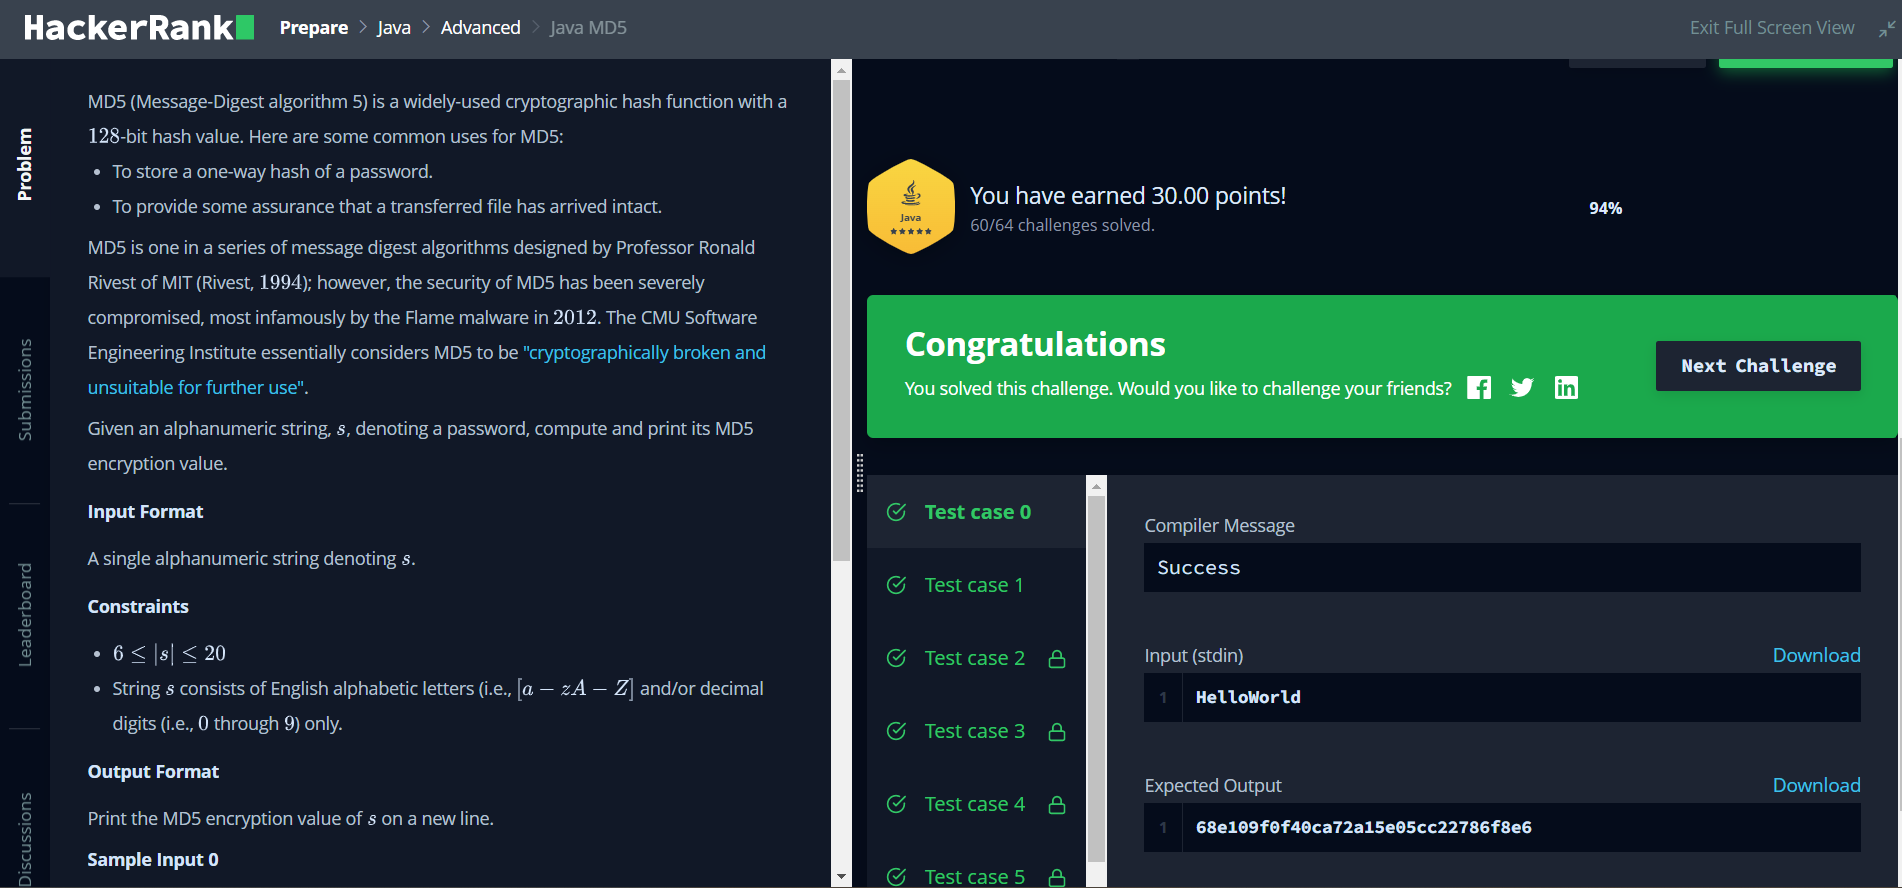 HackerRank
Prepare > Java > Advanced > Java MD5
Exit Full Screen View
Problem
Submissions
Leaderboard
Discussions
MD5 (Message-Digest algorithm 5) is a widely-used cryptographic hash function with a
128-bit hash value. Here are some common uses for MD5:
• To store a one-way hash of a password.
• To provide some assurance that a transferred file has arrived intact.
MD5 is one in a series of message digest algorithms designed by Professor Ronald
Rivest of MIT (Rivest, 1994); however, the security of MD5 has been severely
compromised, most infamously by the Flame malware in 2012. The CMU Software
Engineering Institute essentially considers MD5 to be "cryptographically broken and
unsuitable for further use".
Given an alphanumeric string, s, denoting a password, compute and print its MD5
encryption value.
Input Format
A single alphanumeric string denoting s.
Constraints
• 6 ≤ |s| ≤ 20
• String s consists of English alphabetic letters (i.e., [a − zA − Z] and/or decimal
digits (i.e., 0 through 9) only.
Output Format
Print the MD5 encryption value of s on a new line.
Sample Input 0
Java
You have earned 30.00 points!
60/64 challenges solved.
94%
Congratulations
You solved this challenge. Would you like to challenge your friends?
Next Challenge
Test case 0
Test case 1
Test case 2
Test case 3
Test case 4
Test case 5
Compiler Message
Success
Input (stdin)
Download
1 HelloWorld
Expected Output
Download
1 68e109f0f40ca72a15e05cc22786f8e6